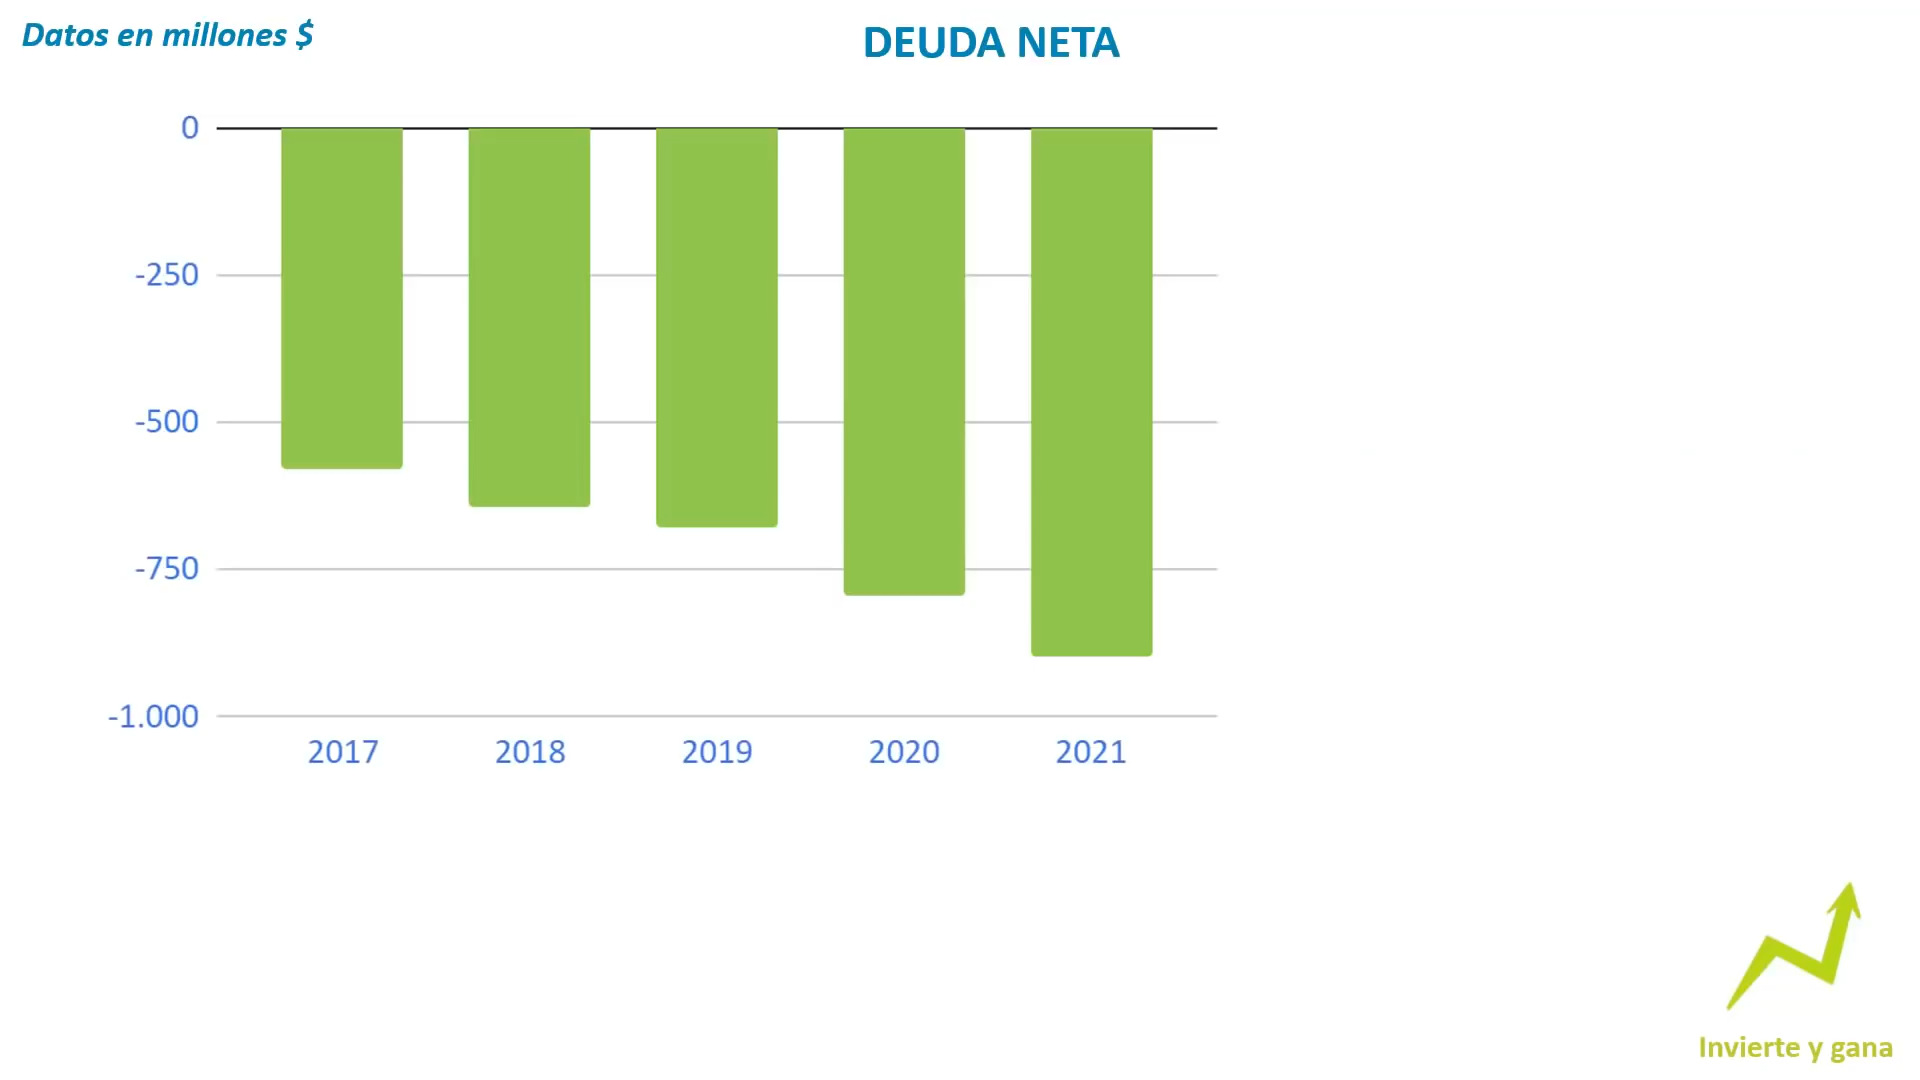 Datos en millones $
DEUDA NETA
0
-250
-500
-750
-1.000
2017 2018 2019 2020 2021
Invierte y gana